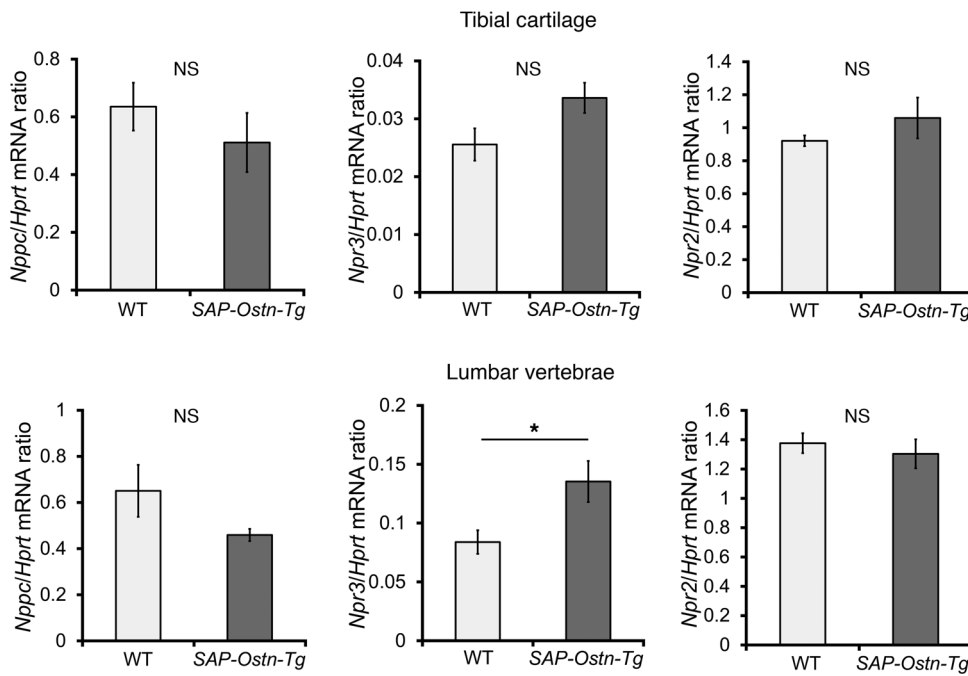 Tibial cartilage
Nppc/Hprt mRNA ratio
0.8
0.6
0.4
0.2
0
NS
WT
SAP-Ostn-Tg
Npr3/Hprt mRNA ratio
0.04
0.03
0.02
0.01
0
NS
WT
SAP-Ostn-Tg
Npr2/Hprt mRNA ratio
1.4
1.2
1
0.8
0.6
0.4
0.2
0
NS
WT
SAP-Ostn-Tg
Lumbar vertebrae
Nppc/Hprt mRNA ratio
1
0.8
0.6
0.4
0.2
0
NS
WT
SAP-Ostn-Tg
Npr3/Hprt mRNA ratio
0.2
0.15
0.1
0.05
0
*
WT
SAP-Ostn-Tg
Npr2/Hprt mRNA ratio
1.6
1.4
1.2
1
0.8
0.6
0.4
0.2
0
NS
WT
SAP-Ostn-Tg